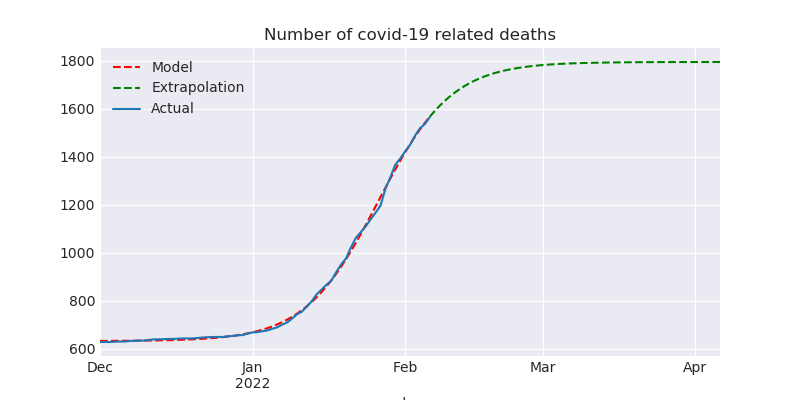 Number of covid-19 related deaths
Model
Extrapolation
Actual
1800
1600
1400
1200
1000
800
600
Dec Jan Feb Mar Apr
2022